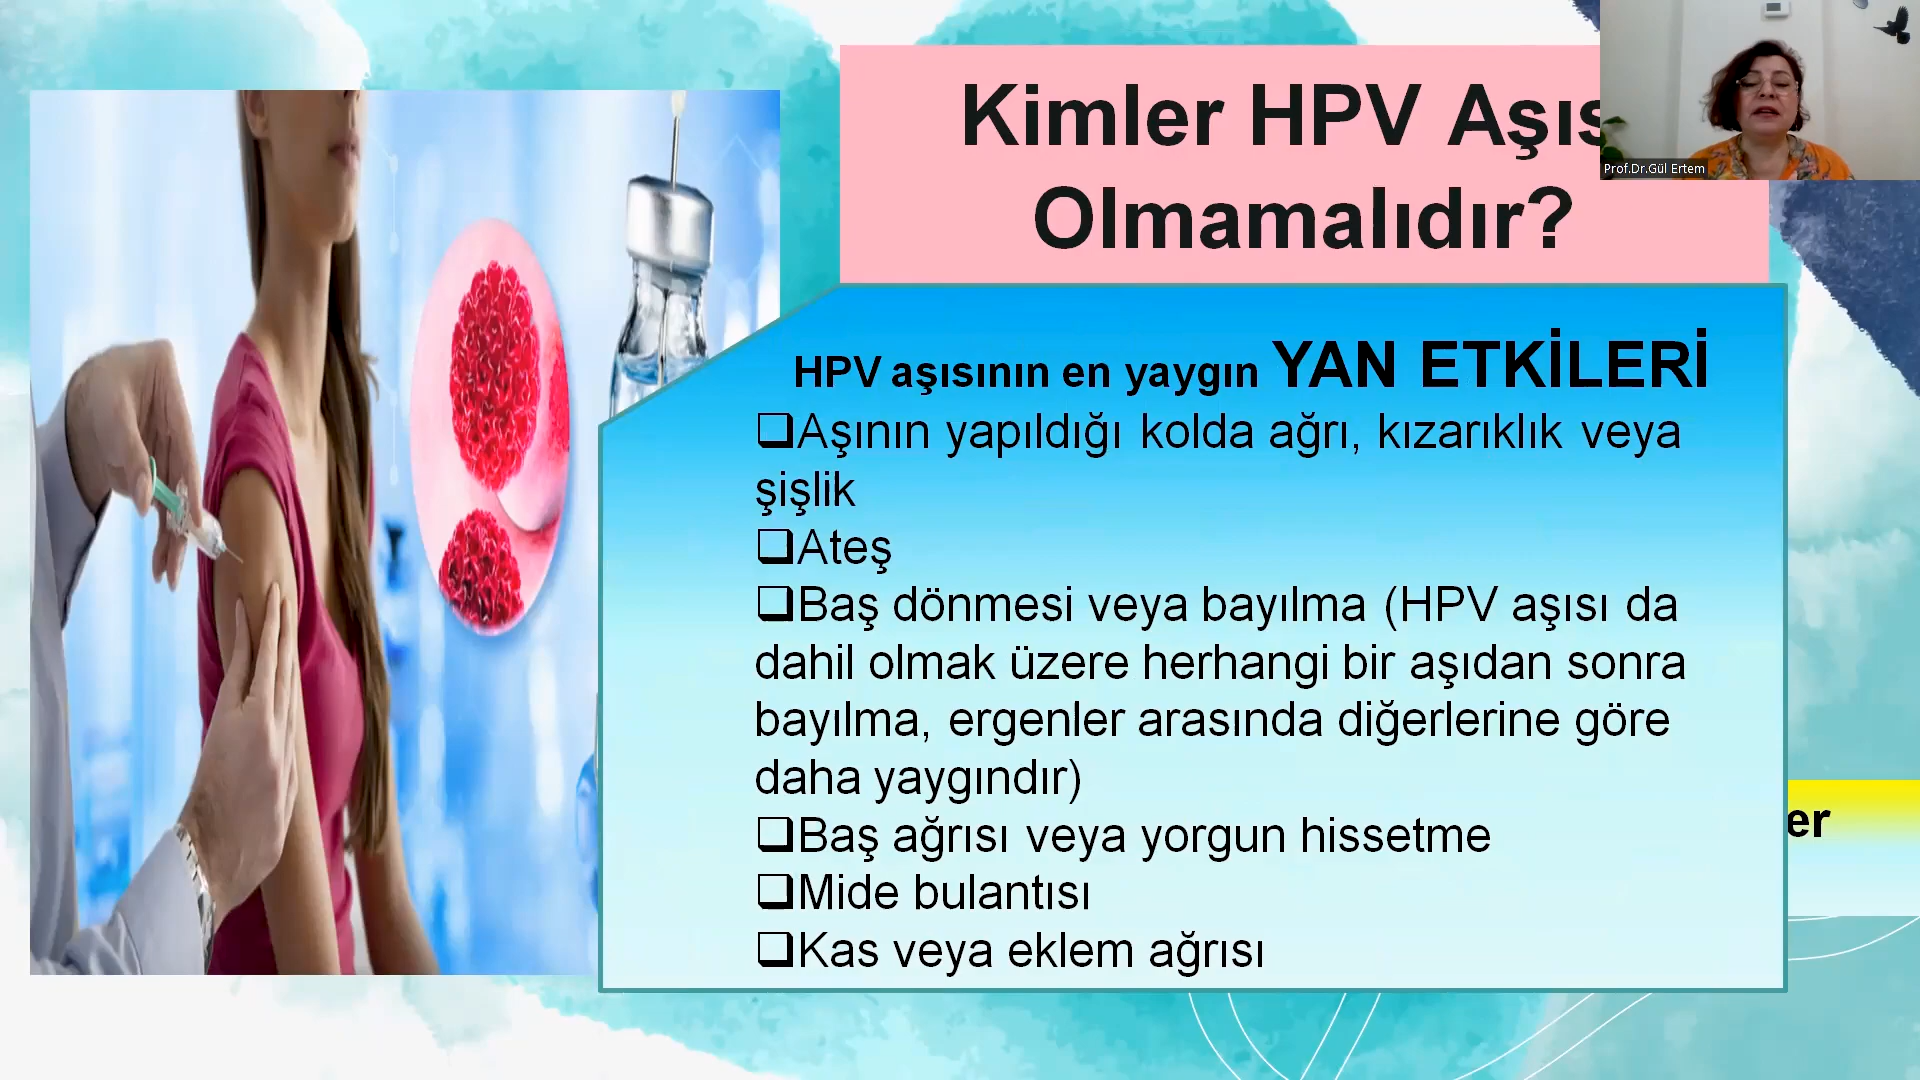 Kimler HPV Aşıs
Olmamalıdır?
Prof.Dr.Gül Ertem
HPV aşısının en yaygın YAN ETKİLERİ
❑Aşının yapıldığı kolda ağrı, kızarıklık veya
şişlik
❑Ateş
❑Baş dönmesi veya bayılma (HPV aşısı da
dahil olmak üzere herhangi bir aşıdan sonra
bayılma, ergenler arasında diğerlerine göre
daha yaygındır)
❑Baş ağrısı veya yorgun hissetme
❑Mide bulantısı
❑Kas veya eklem ağrısı
er